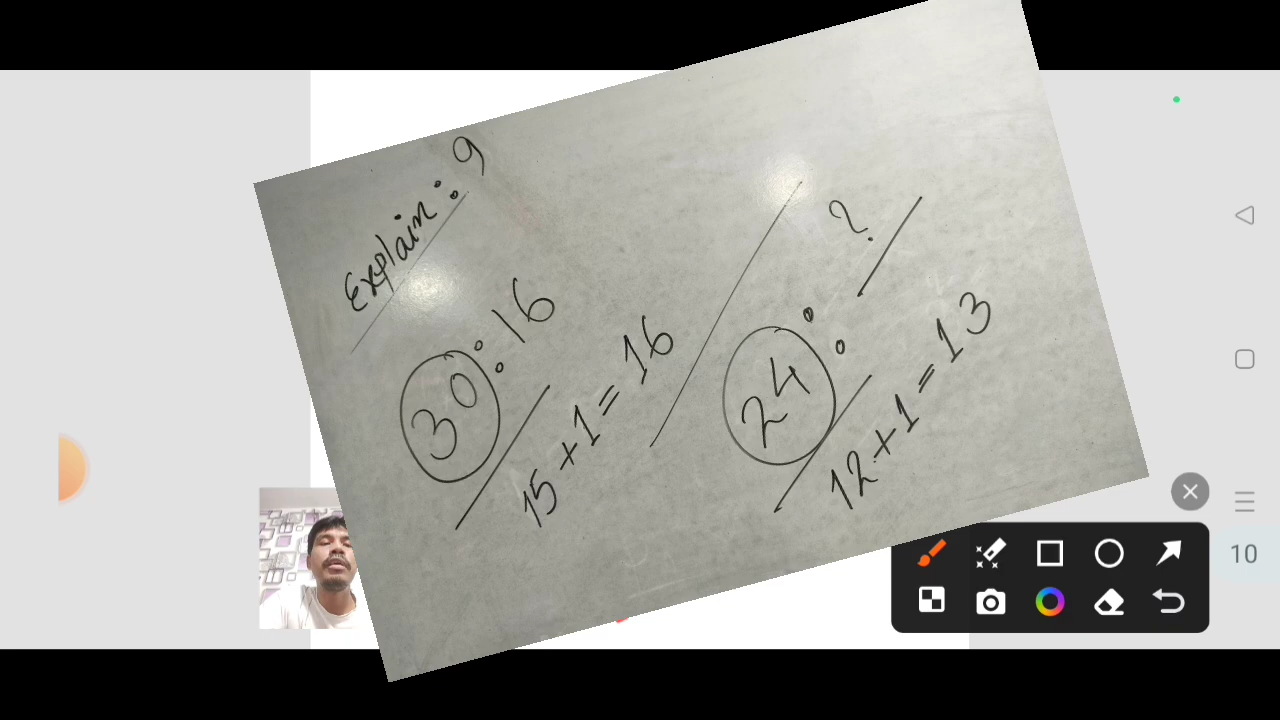 Explain : 9
30 : 16
15 + 1 = 16
24 : ?
12 + 1 = 13
10